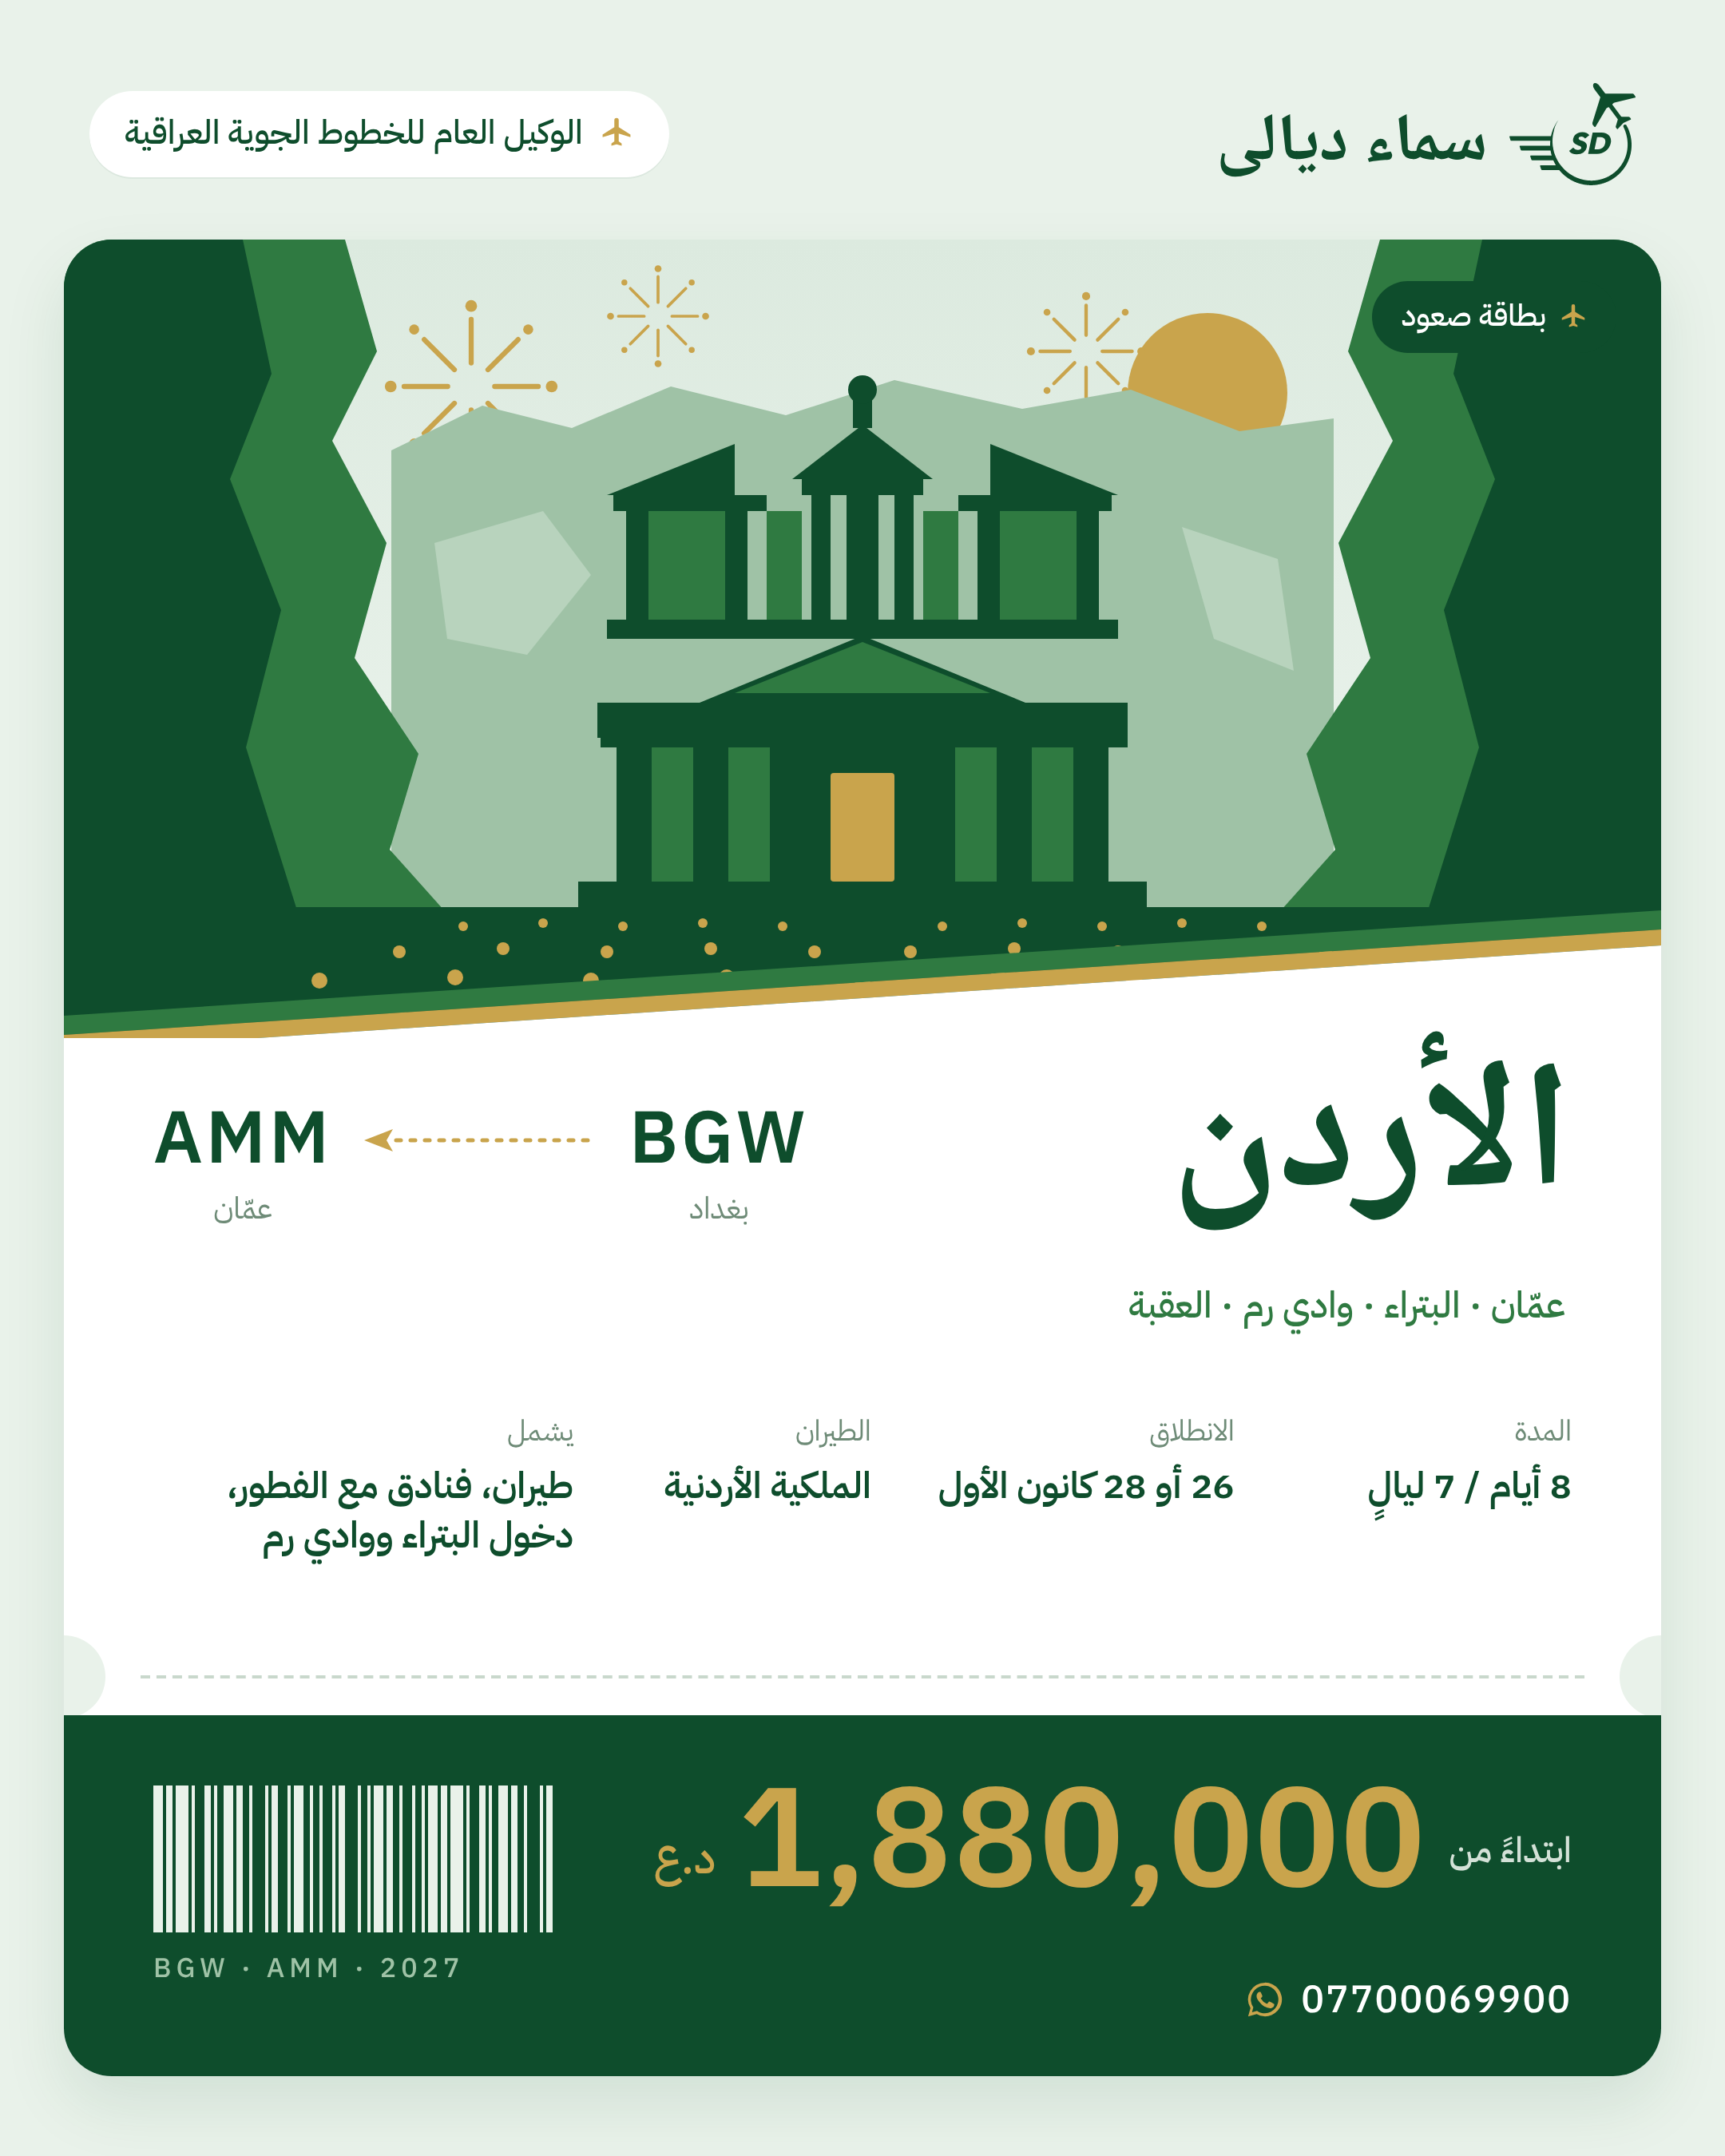 SD
سماء ديالى
الوكيل العام للخطوط الجوية العراقية
بطاقة صعود
الأردن
BGW
AMM
بغداد
عمّان
عمّان · البتراء · وادي رم · العقبة
المدة
8 أيام / 7 ليالٍ
الانطلاق
26 أو 28 كانون الأول
الطيران
الملكية الأردنية
يشمل
طيران، فنادق مع الفطور،
دخول البتراء ووادي رم
ابتداءً من 1,880,000 د.ع
07700069900
BGW · AMM · 2027